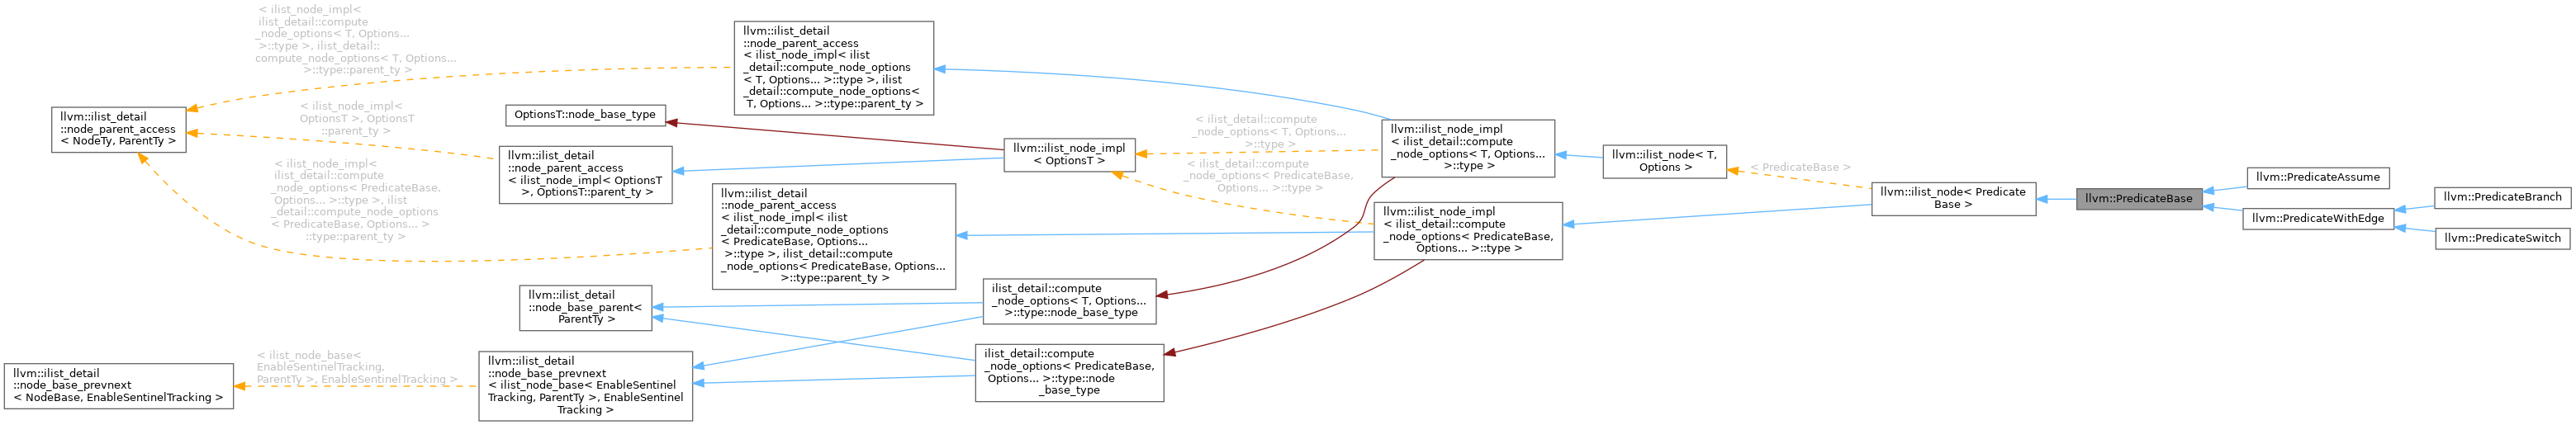 < ilist_node_impl<
ilist_detail::compute
_node_options< T, Options...
>::type >, ilist_detail::
compute_node_options< T, Options...
>::type::parent_ty >
llvm::ilist_detail
::node_parent_access
< NodeTy, ParentTy >
< ilist_node_impl<
OptionsT >, OptionsT
::parent_ty >
< ilist_node_impl<
ilist_detail::compute
_node_options< PredicateBase,
Options... >::type >, ilist
_detail::compute_node_options
< PredicateBase, Options... >
::type::parent_ty >
llvm::ilist_detail
::node_base_prevnext
< NodeBase, EnableSentinelTracking >
< ilist_node_base<
EnableSentinelTracking,
ParentTy >, EnableSentinelTracking >
llvm::ilist_detail
::node_parent_access
< ilist_node_impl< ilist
_detail::compute_node_options
< T, Options... >::type >, ilist
_detail::compute_node_options<
T, Options... >::type::parent_ty >
OptionsT::node_base_type
llvm::ilist_detail
::node_parent_access
< ilist_node_impl< OptionsT
>, OptionsT::parent_ty >
llvm::ilist_detail
::node_parent_access
< ilist_node_impl< ilist
_detail::compute_node_options
< PredicateBase, Options...
>::type >, ilist_detail::compute
_node_options< PredicateBase, Options...
>::type::parent_ty >
llvm::ilist_detail
::node_base_parent<
ParentTy >
llvm::ilist_detail
::node_base_prevnext
< ilist_node_base< EnableSentinel
Tracking, ParentTy >, EnableSentinel
Tracking >
llvm::ilist_node_impl
< OptionsT >
ilist_detail::compute
_node_options< T, Options...
>::type::node_base_type
ilist_detail::compute
_node_options< PredicateBase,
Options... >::type::node
_base_type
< ilist_detail::compute
_node_options< T, Options...
>::type >
< ilist_detail::compute
_node_options< PredicateBase,
Options... >::type >
llvm::ilist_node_impl
< ilist_detail::compute
_node_options< T, Options...
>::type >
llvm::ilist_node_impl
< ilist_detail::compute
_node_options< PredicateBase,
Options... >::type >
llvm::ilist_node< T,
Options >
< PredicateBase >
llvm::ilist_node< Predicate
Base >
llvm::PredicateBase
llvm::PredicateAssume
llvm::PredicateWithEdge
llvm::PredicateBranch
llvm::PredicateSwitch